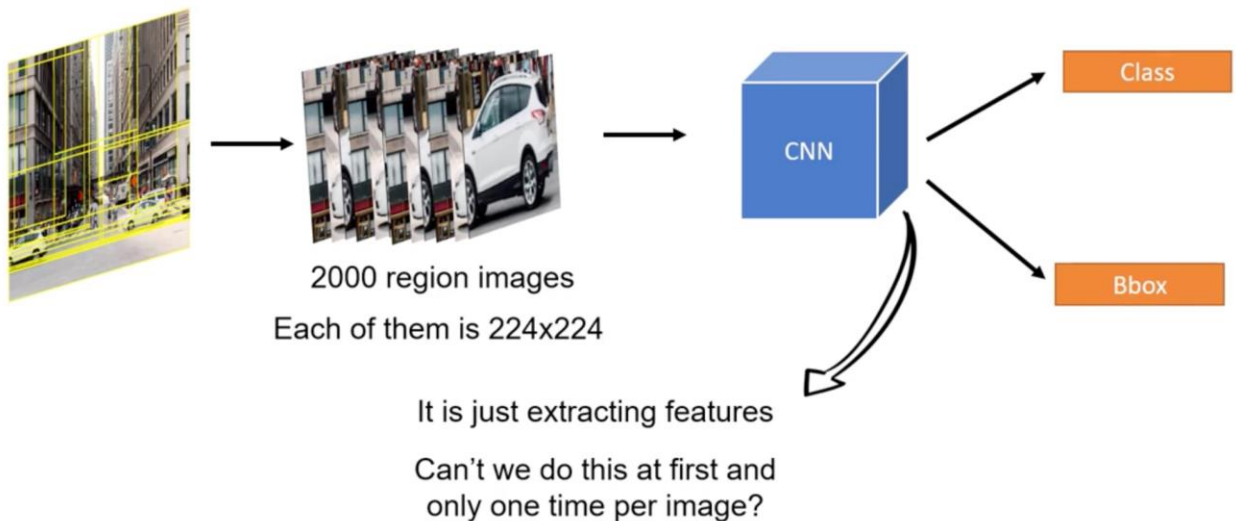 CNN
Class
Bbox
2000 region images
Each of them is 224x224
It is just extracting features
Can't we do this at first and
only one time per image?